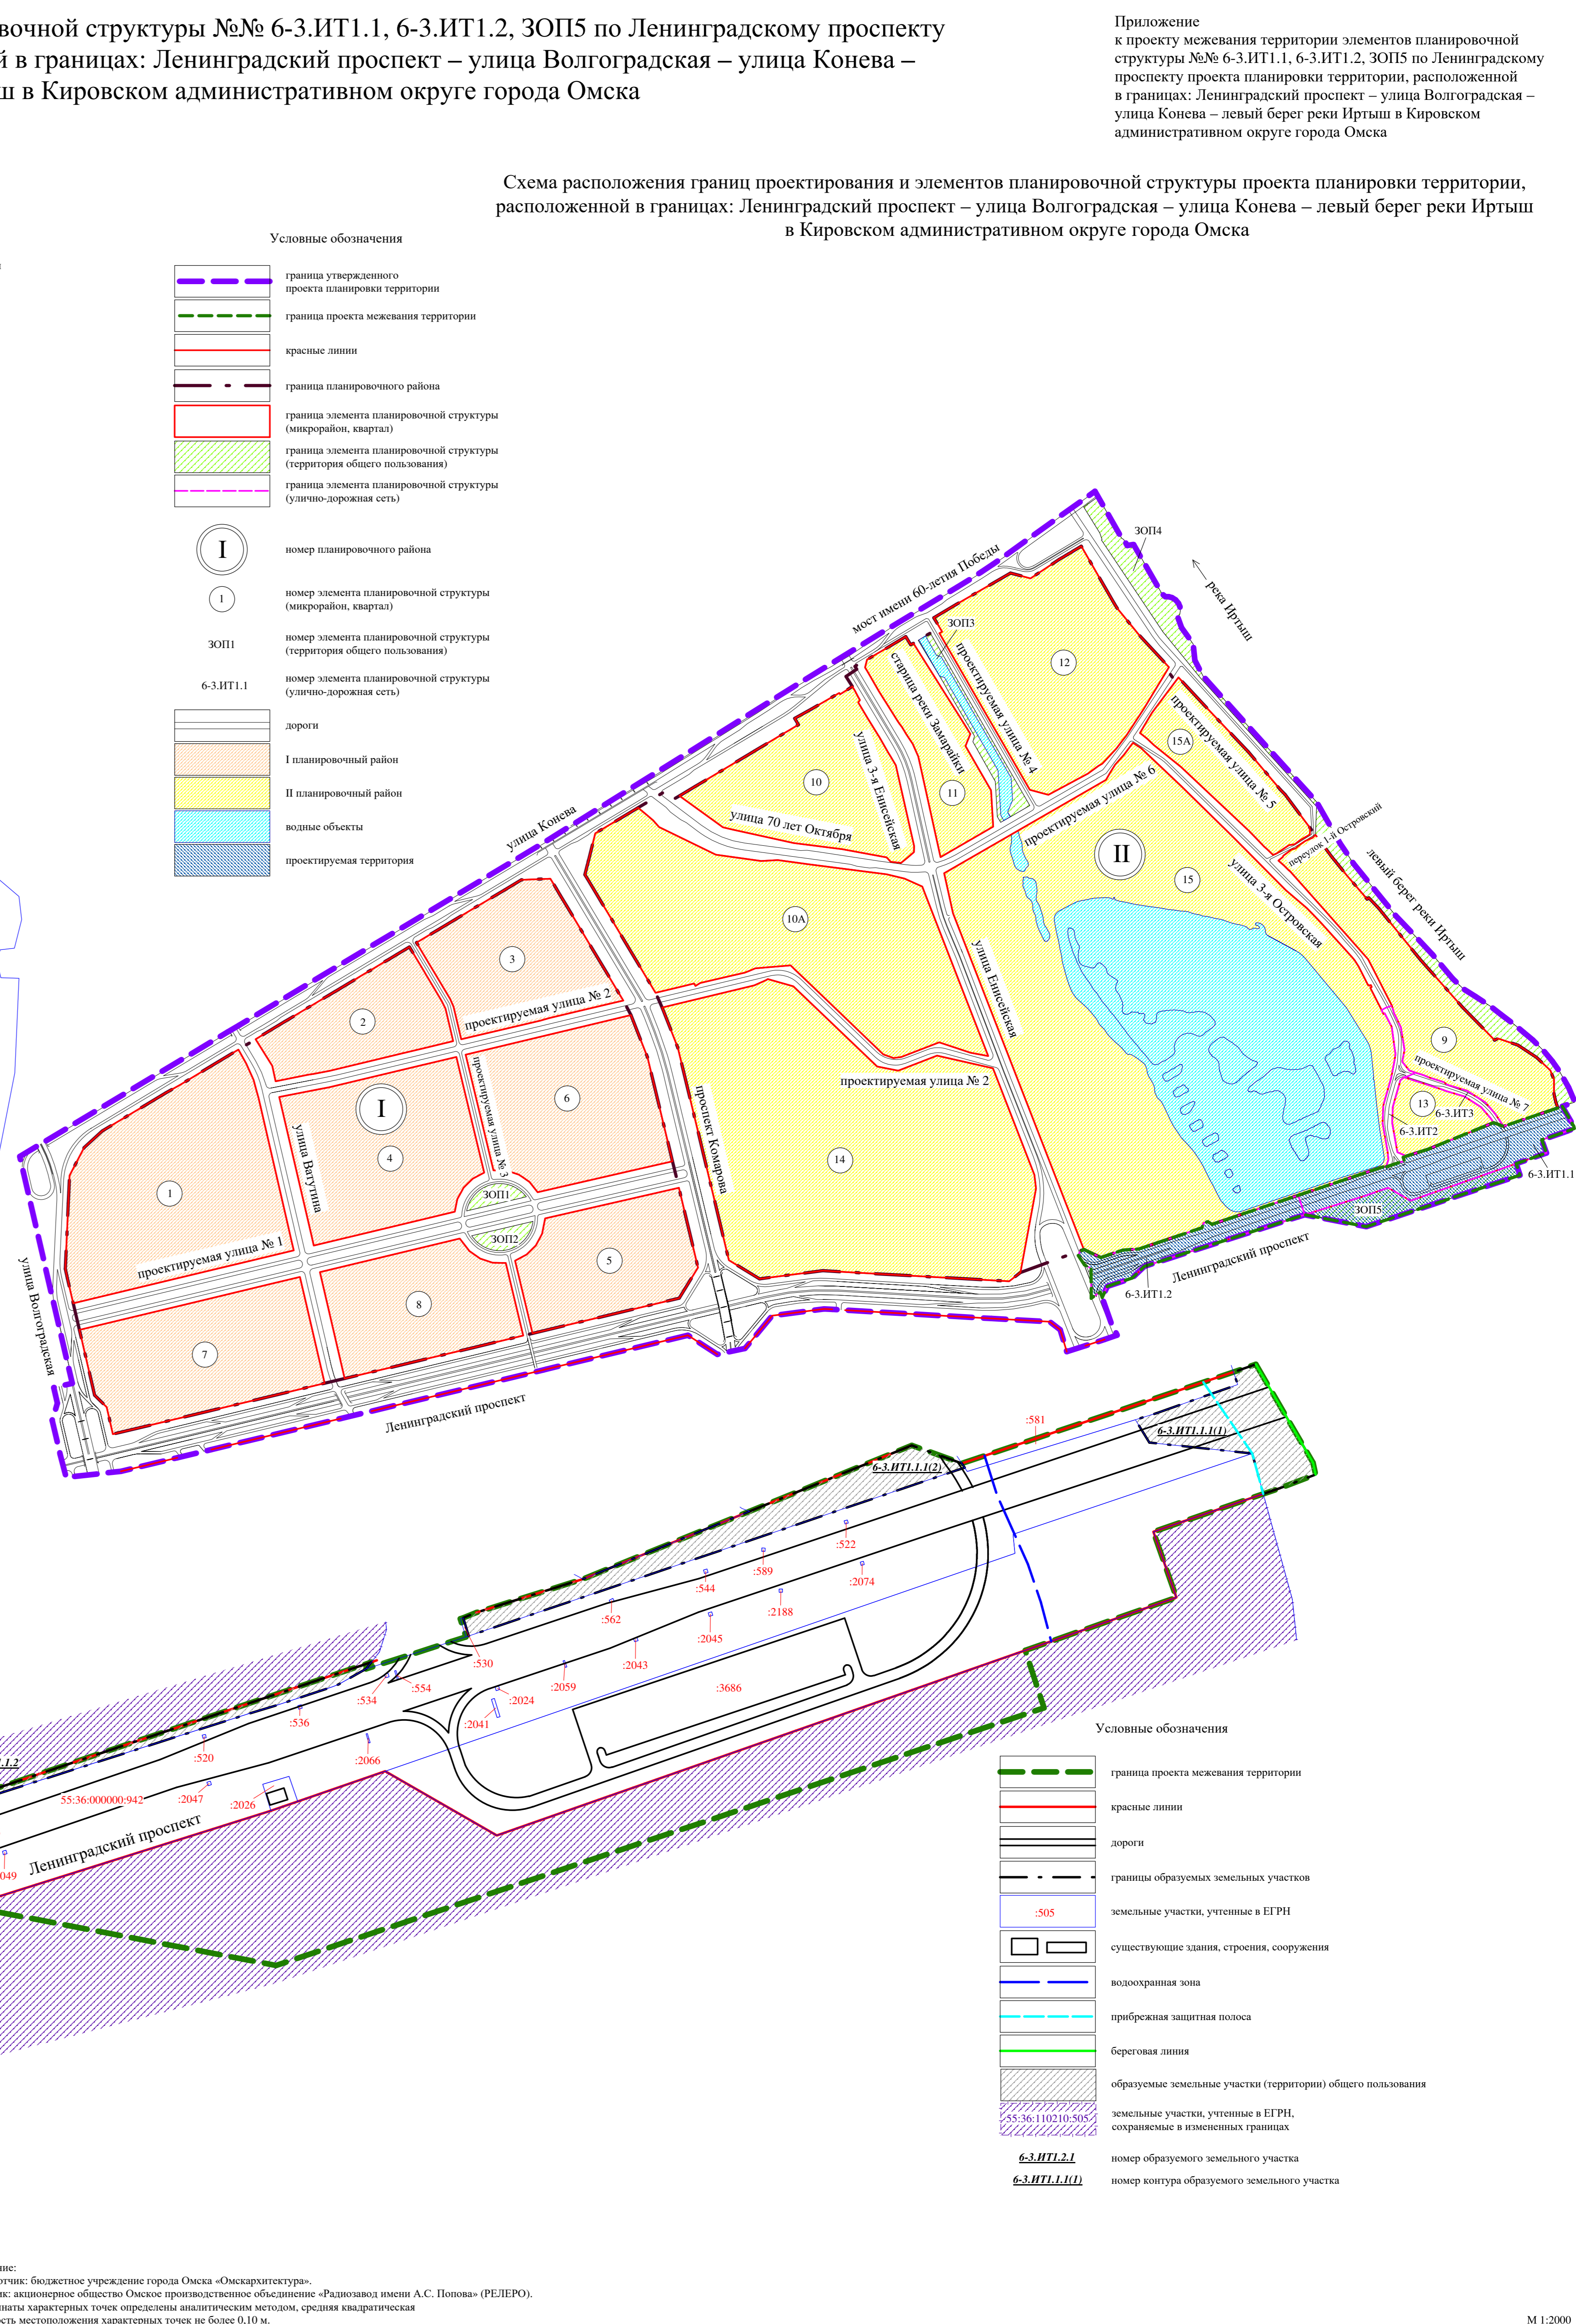 вочной структуры №№ 6-3.ИТ1.1, 6-3.ИТ1.2, ЗОП5 по Ленинградскому проспекту
й в границах: Ленинградский проспект – улица Волгоградская – улица Конева –
ш в Кировском административном округе города Омска
Приложение
к проекту межевания территории элементов планировочной
структуры №№ 6-3.ИТ1.1, 6-3.ИТ1.2, ЗОП5 по Ленинградскому
проспекту проекта планировки территории, расположенной
в границах: Ленинградский проспект – улица Волгоградская –
улица Конева – левый берег реки Иртыш в Кировском
административном округе города Омска
Схема расположения границ проектирования и элементов планировочной структуры проекта планировки территории,
расположенной в границах: Ленинградский проспект – улица Волгоградская – улица Конева – левый берег реки Иртыш
в Кировском административном округе города Омска
Условные обозначения
граница утвержденного
проекта планировки территории
граница проекта межевания территории
красные линии
граница планировочного района
граница элемента планировочной структуры
(микрорайон, квартал)
граница элемента планировочной структуры
(территория общего пользования)
граница элемента планировочной структуры
(улично-дорожная сеть)
I
номер планировочного района
1
номер элемента планировочной структуры
(микрорайон, квартал)
ЗОП1
номер элемента планировочной структуры
(территория общего пользования)
6-3.ИТ1.1
номер элемента планировочной структуры
(улично-дорожная сеть)
дороги
I планировочный район
II планировочный район
водные объекты
проектируемая территория
ЗОП4
река Иртыш
мост имени 60-летия Победы
ЗОП3
12
старица реки Замарайки
проектируемая улица № 4
проектируемая улица № 5
15А
10
улица 3-я Енисейская
11
проектируемая улица № 6
улица 70 лет Октября
улица Конева
переулок 1-й Островский
левый берег реки Иртыш
II
15
улица 3-я Островская
10А
3
улица Енисейская
проектируемая улица № 2
2
9
проектируемая улица № 7
проектируемая улица № 2
проектируемая улица № 3
6
I
13
6-3.ИТ3
6-3.ИТ2
улица Ватутина
проспект Комарова
4
14
6-3.ИТ1.1
1
ЗОП1
ЗОП5
ЗОП2
проектируемая улица № 1
5
Ленинградский проспект
6-3.ИТ1.2
8
улица Волгоградская
7
Ленинградский проспект
:581
6-3.ИТ1.1.1(1)
6-3.ИТ1.1.1(2)
:522
:589
:544
:2074
:562
:2188
:2045
:530
:2043
:554
:2059
:3686
:534
:2024
:536
:2041
:520
:2066
.1.2
55:36:000000:942
:2047
:2026
Ленинградский проспект
049
Условные обозначения
граница проекта межевания территории
красные линии
дороги
границы образуемых земельных участков
:505
земельные участки, учтенные в ЕГРН
существующие здания, строения, сооружения
водоохранная зона
прибрежная защитная полоса
береговая линия
образуемые земельные участки (территории) общего пользования
55:36:110210:505
земельные участки, учтенные в ЕГРН,
сохраняемые в измененных границах
6-3.ИТ1.2.1
номер образуемого земельного участка
6-3.ИТ1.1.1(1)
номер контура образуемого земельного участка
ние:
отчик: бюджетное учреждение города Омска «Омскархитектура».
ик: акционерное общество Омское производственное объединение «Радиозавод имени А.С. Попова» (РЕЛЕРО).
инаты характерных точек определены аналитическим методом, средняя квадратическая
ость местоположения характерных точек не более 0,10 м.
М 1:2000